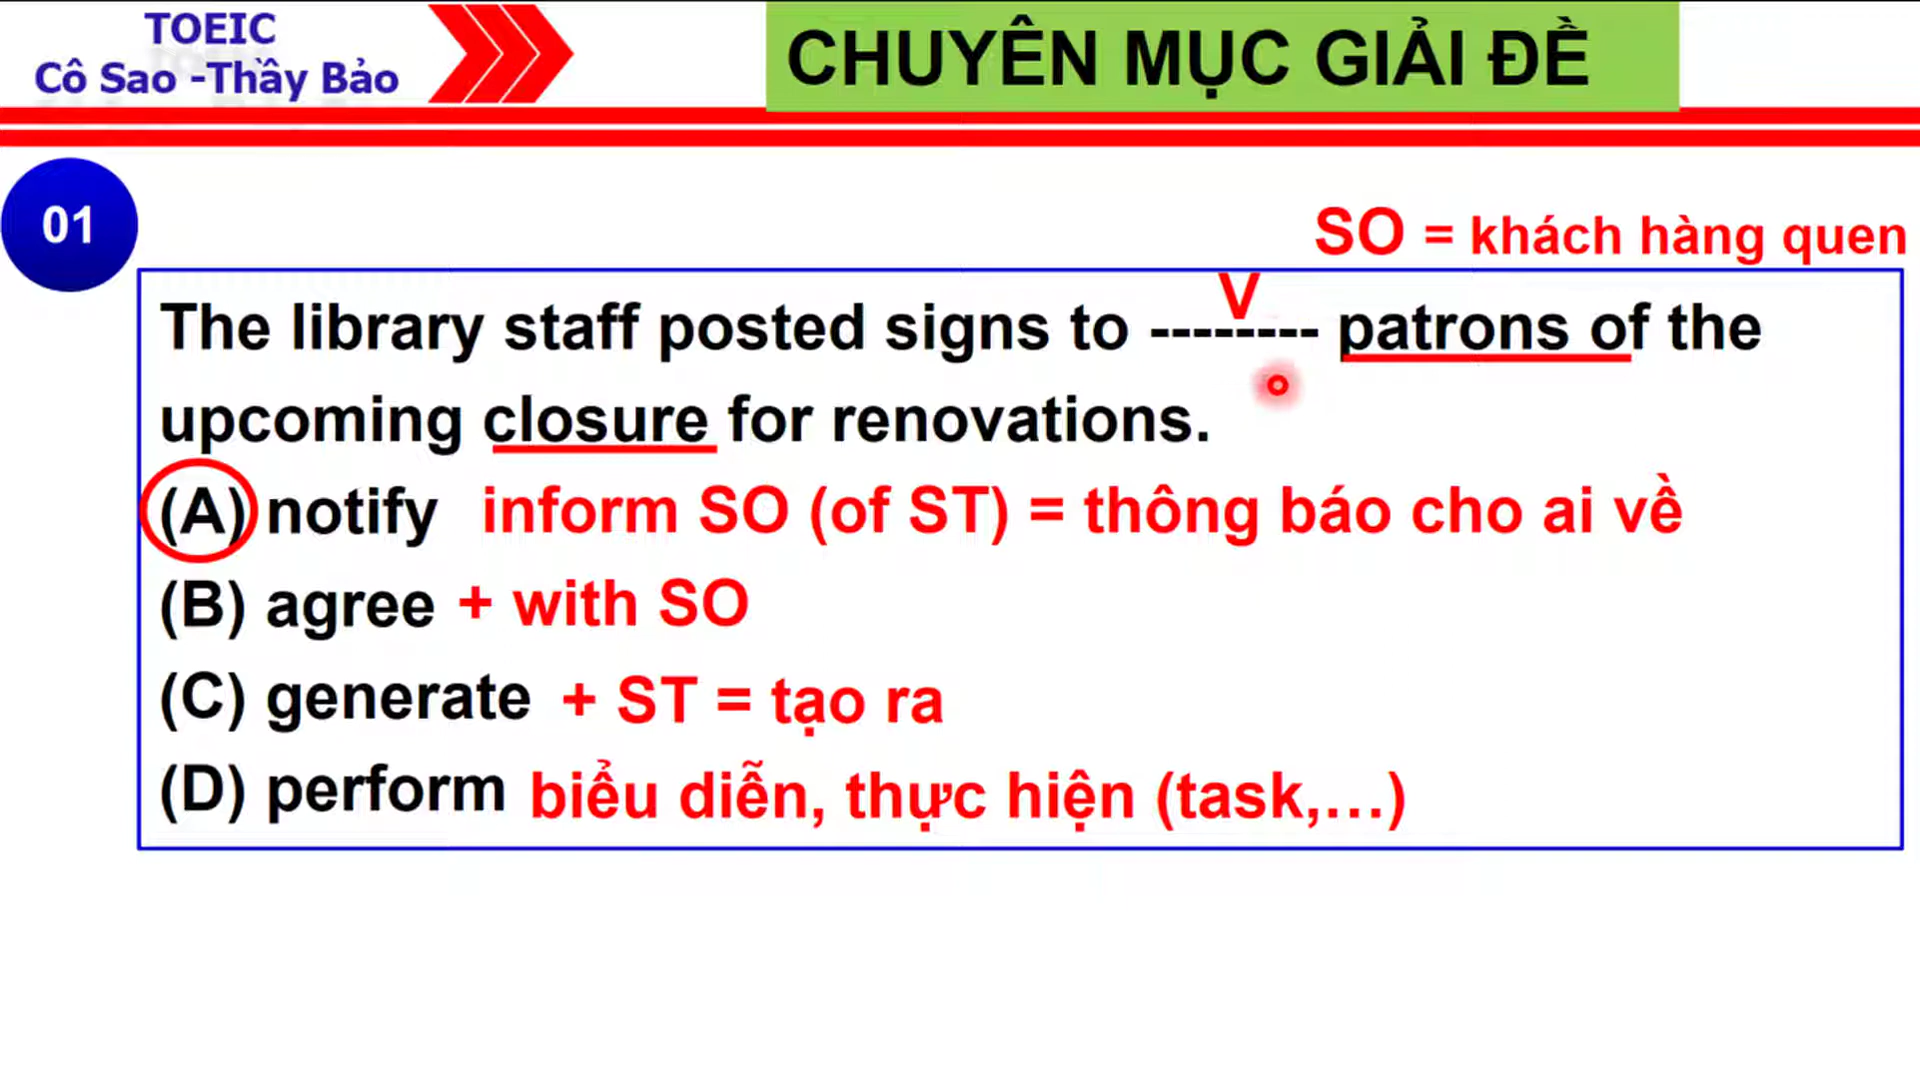 TOEIC
Cô Sao -Thầy Bảo
CHUYÊN MỤC GIẢI ĐỀ
01
SO = khách hàng quen
V
The library staff posted signs to -------- patrons of the
upcoming closure for renovations.
(A) notify inform SO (of ST) = thông báo cho ai về
(B) agree + with SO
(C) generate + ST = tạo ra
(D) perform biểu diễn, thực hiện (task,...)